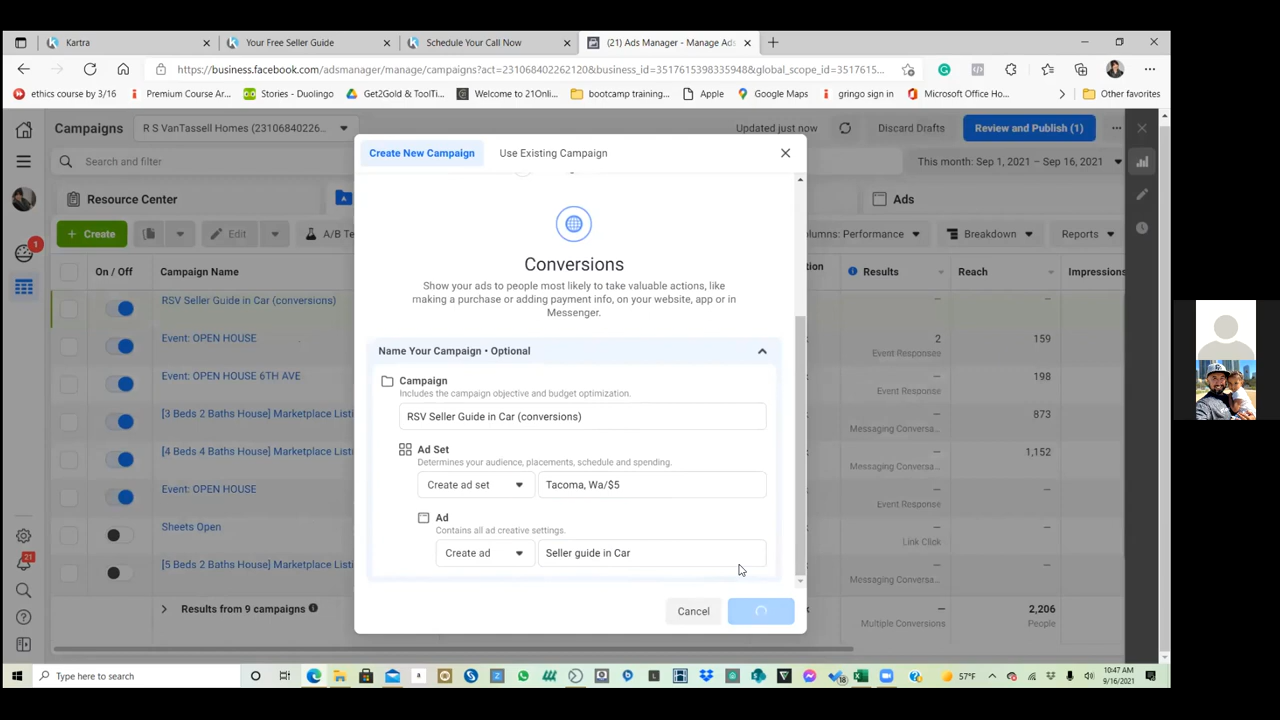 Kartra
Your Free Seller Guide
Schedule Your Call Now
(21) Ads Manager - Manage Ads
https://business.facebook.com/adsmanager/manage/campaigns?act=231068402262120&business_id=3517615398335948&global_scope_id=3517615...
ethics course by 3/16
Premium Course Ar...
Stories - Duolingo
Get2Gold & ToolTi...
Welcome to 21Onli...
bootcamp training...
Apple
Google Maps
gringo sign in
Microsoft Office Ho...
Other favorites
Campaigns
R S VanTassell Homes (23106840226...
Updated just now
Discard Drafts
Review and Publish (1)
Search and filter
This month: Sep 1, 2021 – Sep 16, 2021
Resource Center
Ads
Create
Edit
A/B Te
Columns: Performance
Breakdown
Reports
On / Off
Campaign Name
Results
Reach
Impressions
RSV Seller Guide in Car (conversions)
—
—
Event: OPEN HOUSE
2
159
Event Responses
Event: OPEN HOUSE 6TH AVE
—
198
Event Response
[3 Beds 2 Baths House] Marketplace Listi
—
873
Messaging Conversa...
[4 Beds 4 Baths House] Marketplace Listi
—
1,152
Messaging Conversa...
Event: OPEN HOUSE
—
—
Event Response
Sheets Open
—
—
Link Click
[5 Beds 2 Baths House] Marketplace Listi
—
—
Messaging Conversa...
Results from 9 campaigns
—
2,206
Multiple Conversions
People
1
21
Create New Campaign
Use Existing Campaign
Conversions
Show your ads to people most likely to take valuable actions, like
making a purchase or adding payment info, on your website, app or in
Messenger.
Name Your Campaign • Optional
Campaign
Includes the campaign objective and budget optimization.
RSV Seller Guide in Car (conversions)
Ad Set
Determines your audience, placements, schedule and spending.
Create ad set
Tacoma, Wa/$5
Ad
Contains all ad creative settings.
Create ad
Seller guide in Car
Cancel
Type here to search
18
57°F
10:47 AM
9/16/2021